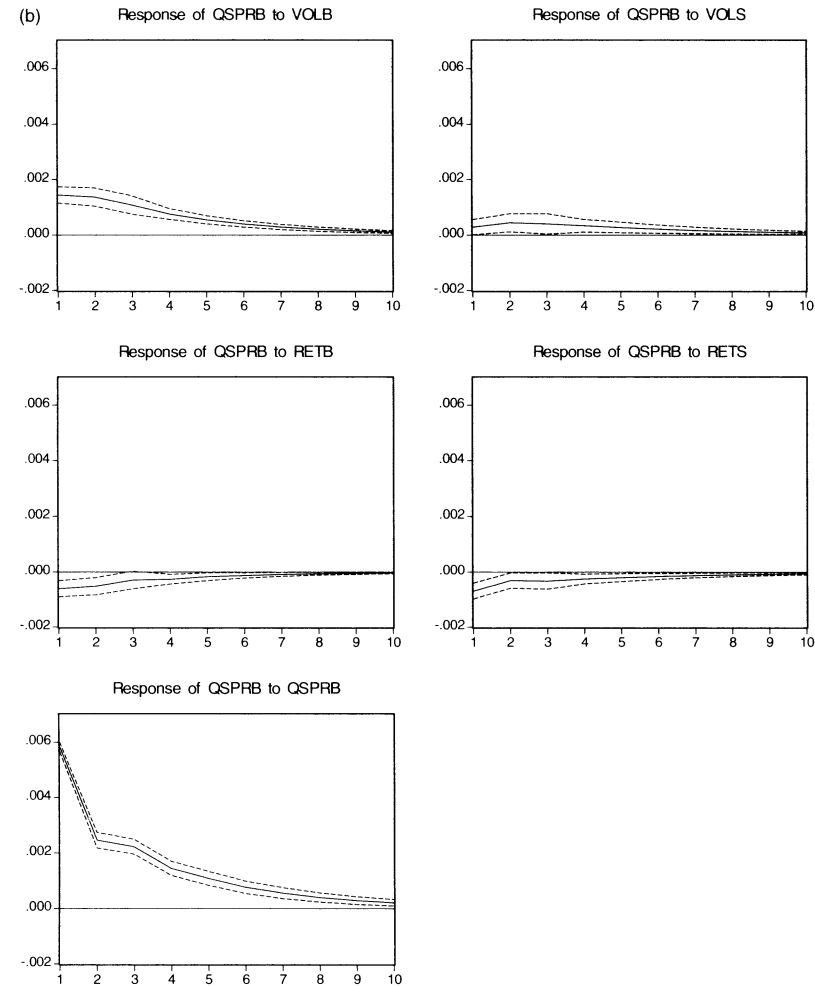 (b)
Response of QSPRB to VOLB
.006
.004
.002
.000
-.002
1 2 3 4 5 6 7 8 9 10
Response of QSPRB to VOLS
.006
.004
.002
.000
-.002
1 2 3 4 5 6 7 8 9 10
Response of QSPRB to RETB
.006
.004
.002
.000
-.002
1 2 3 4 5 6 7 8 9 10
Response of QSPRB to RETS
.006
.004
.002
.000
-.002
1 2 3 4 5 6 7 8 9 10
Response of QSPRB to QSPRB
.006
.004
.002
.000
-.002
1 2 3 4 5 6 7 8 9 10